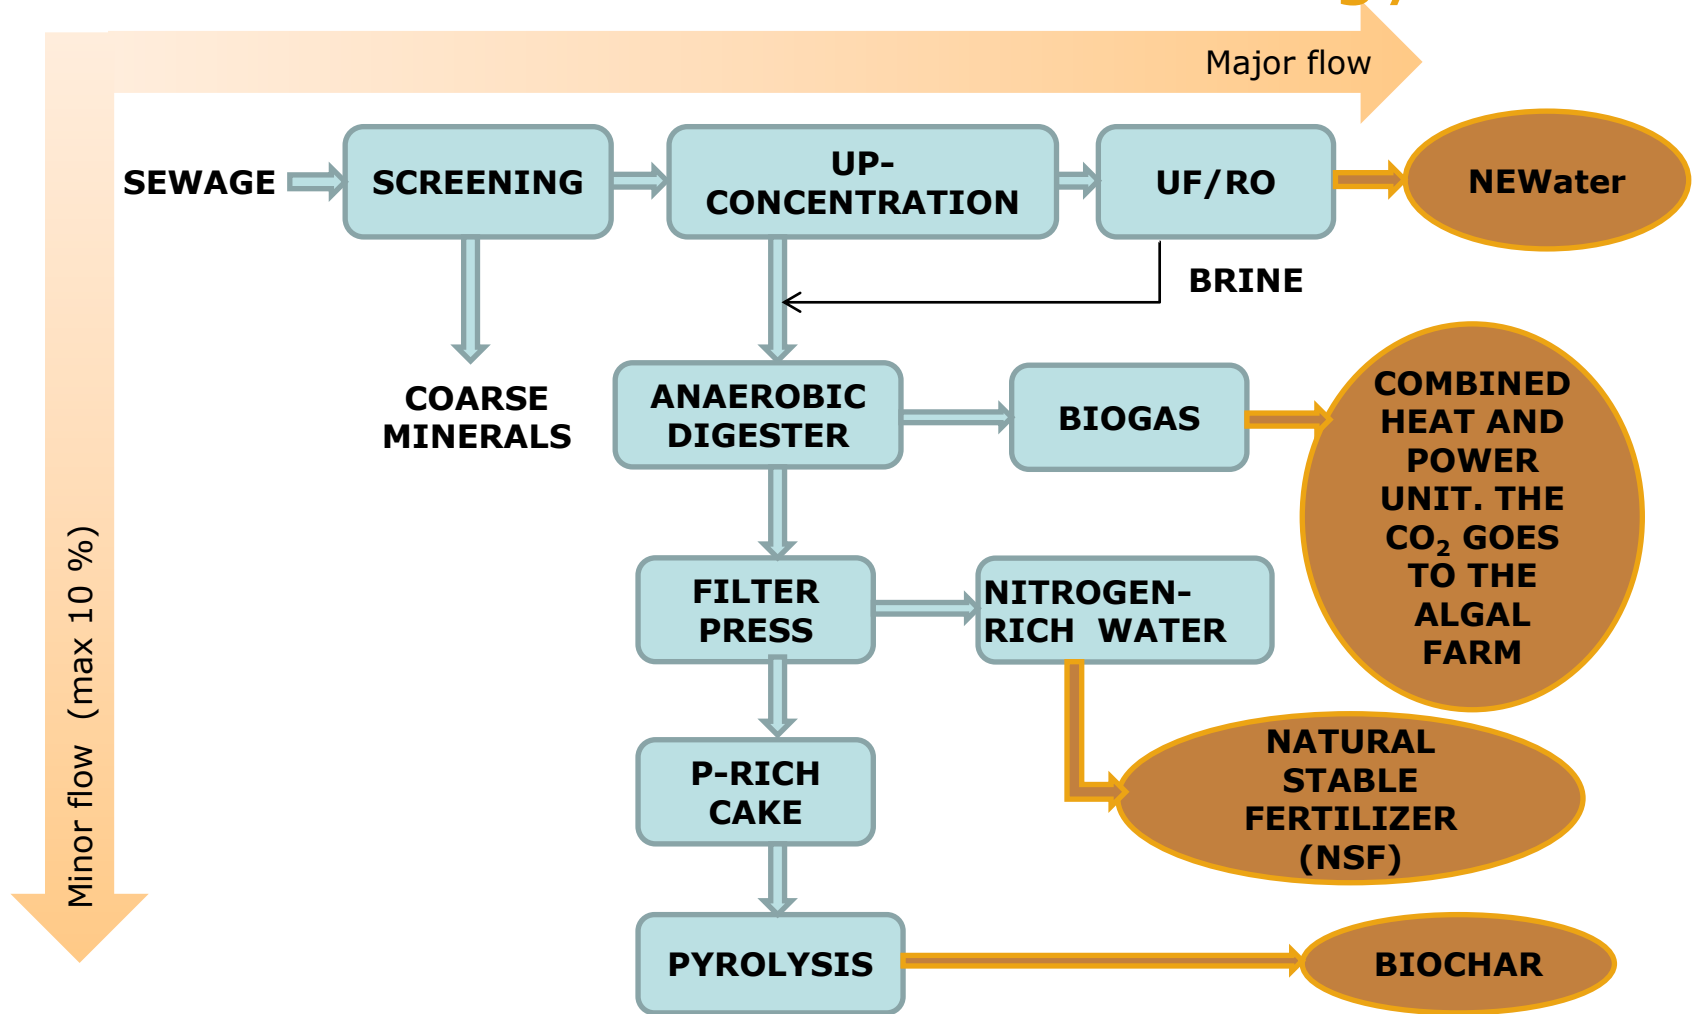 Major flow
SEWAGE
SCREENING
UP-
CONCENTRATION
UF/RO
NEWater
BRINE
COARSE
MINERALS
ANAEROBIC
DIGESTER
BIOGAS
COMBINED
HEAT AND
POWER
UNIT. THE
CO₂ GOES
TO THE
ALGAL
FARM
Minor flow (max 10 %)
FILTER
PRESS
NITROGEN-
RICH WATER
NATURAL
STABLE
FERTILIZER
(NSF)
P-RICH
CAKE
PYROLYSIS
BIOCHAR